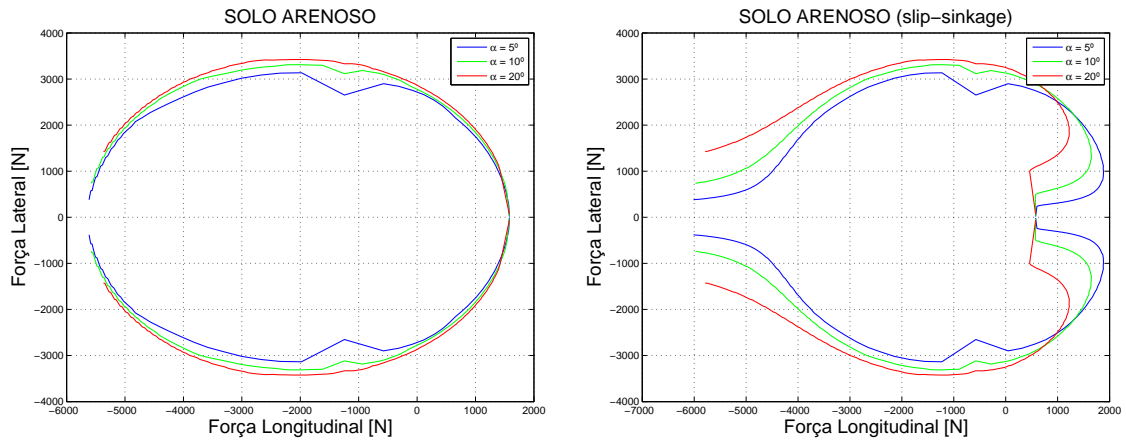 SOLO ARENOSO
4000
3000
2000
1000
0
−1000
−2000
−3000
−4000
Força Lateral [N]
−6000 −5000 −4000 −3000 −2000 −1000 0 1000 2000
Força Longitudinal [N]
α = 5º
α = 10º
α = 20º
SOLO ARENOSO (slip−sinkage)
4000
3000
2000
1000
0
−1000
−2000
−3000
−4000
Força Lateral [N]
−7000 −6000 −5000 −4000 −3000 −2000 −1000 0 1000 2000
Força Longitudinal [N]
α = 5º
α = 10º
α = 20º